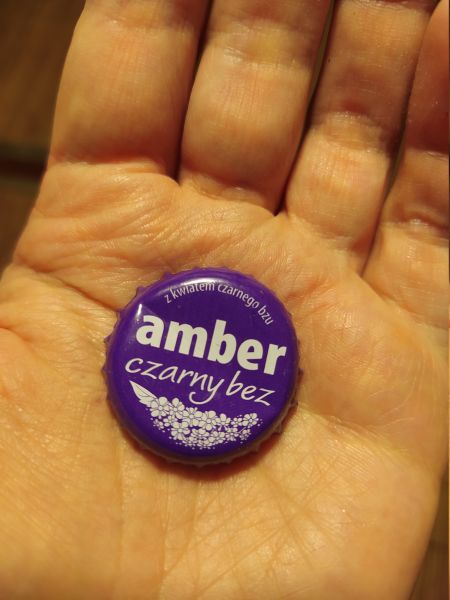 z kwiatem czarnego bzu
amber
czarny bez